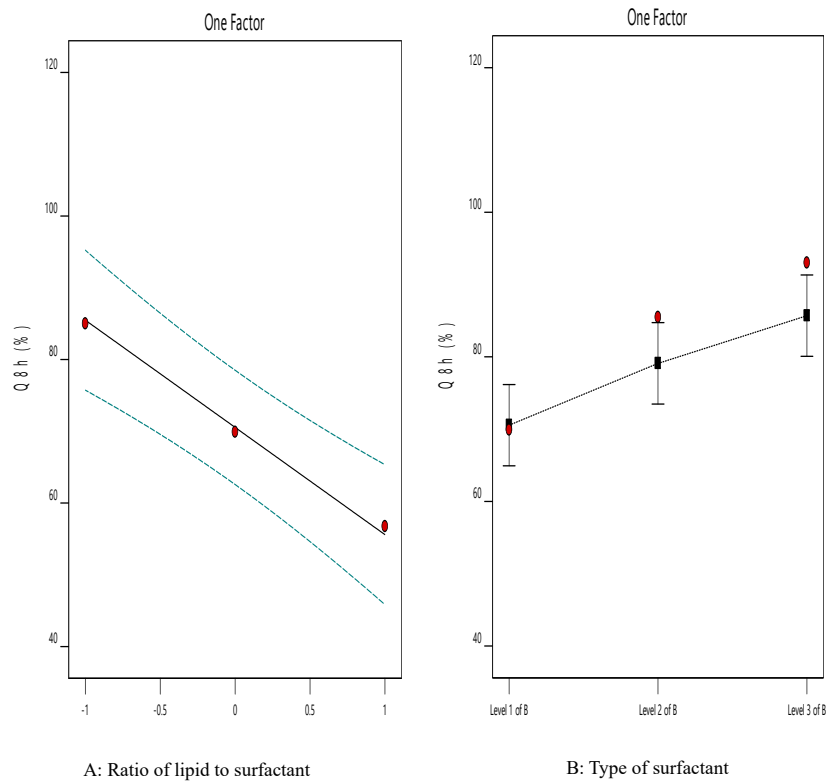 One Factor
120
100
80
60
40
Q 8 h ( % )
-1 -0.5 0 0.5 1
A: Ratio of lipid to surfactant
One Factor
120
100
80
60
40
Q 8 h ( % )
Level 1 of B Level 2 of B Level 3 of B
B: Type of surfactant